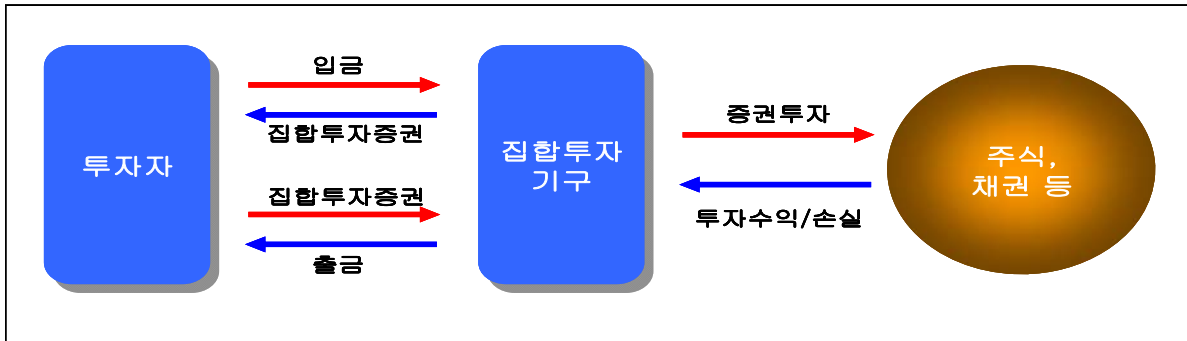 투자자
입금
집합투자증권
집합투자증권
출금
집합투자
기구
증권투자
투자수익/손실
주식,
채권 등